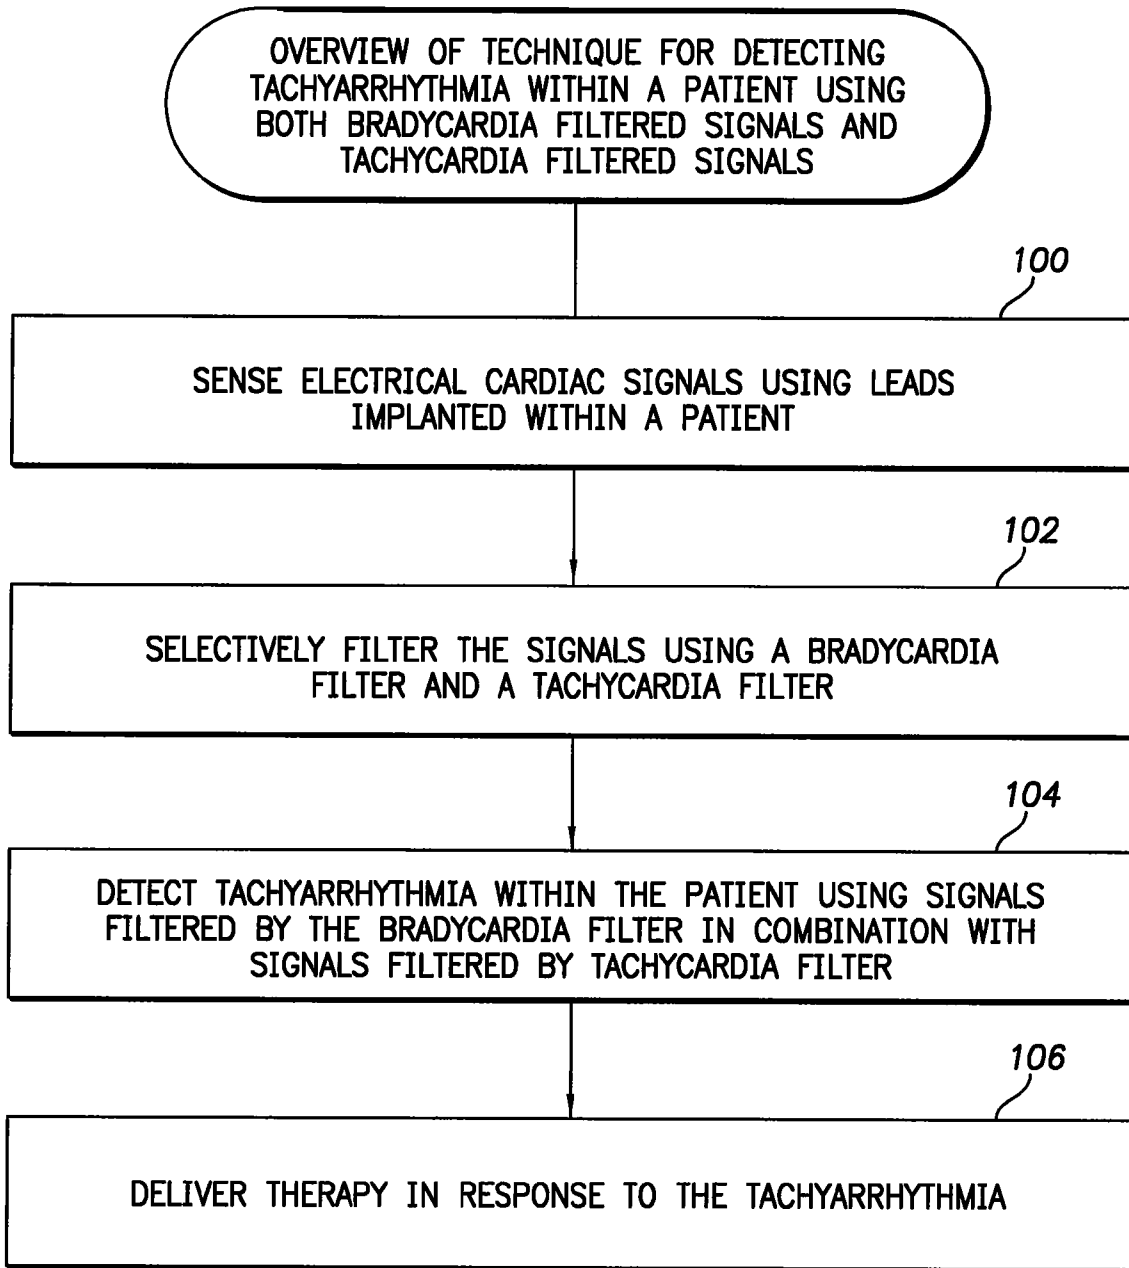 OVERVIEW OF TECHNIQUE FOR DETECTING
TACHYARRHYTHMIA WITHIN A PATIENT USING
BOTH BRADYCARDIA FILTERED SIGNALS AND
TACHYCARDIA FILTERED SIGNALS
100
SENSE ELECTRICAL CARDIAC SIGNALS USING LEADS
IMPLANTED WITHIN A PATIENT
102
SELECTIVELY FILTER THE SIGNALS USING A BRADYCARDIA
FILTER AND A TACHYCARDIA FILTER
104
DETECT TACHYARRHYTHMIA WITHIN THE PATIENT USING SIGNALS
FILTERED BY THE BRADYCARDIA FILTER IN COMBINATION WITH
SIGNALS FILTERED BY TACHYCARDIA FILTER
106
DELIVER THERAPY IN RESPONSE TO THE TACHYARRHYTHMIA